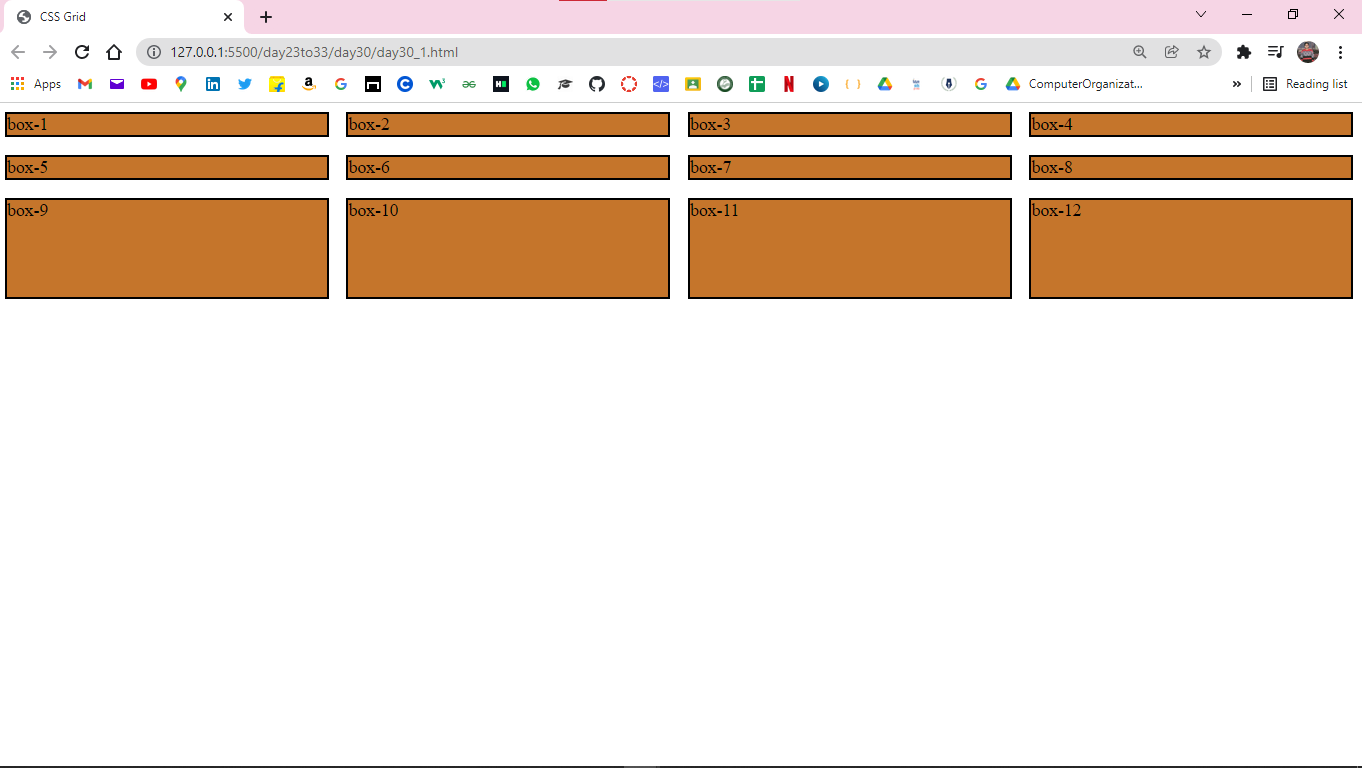 CSS Grid
127.0.0.1:5500/day23to33/day30/day30_1.html
Apps ComputerOrganizat... » Reading list
box-1 box-2 box-3 box-4
box-5 box-6 box-7 box-8
box-9 box-10 box-11 box-12